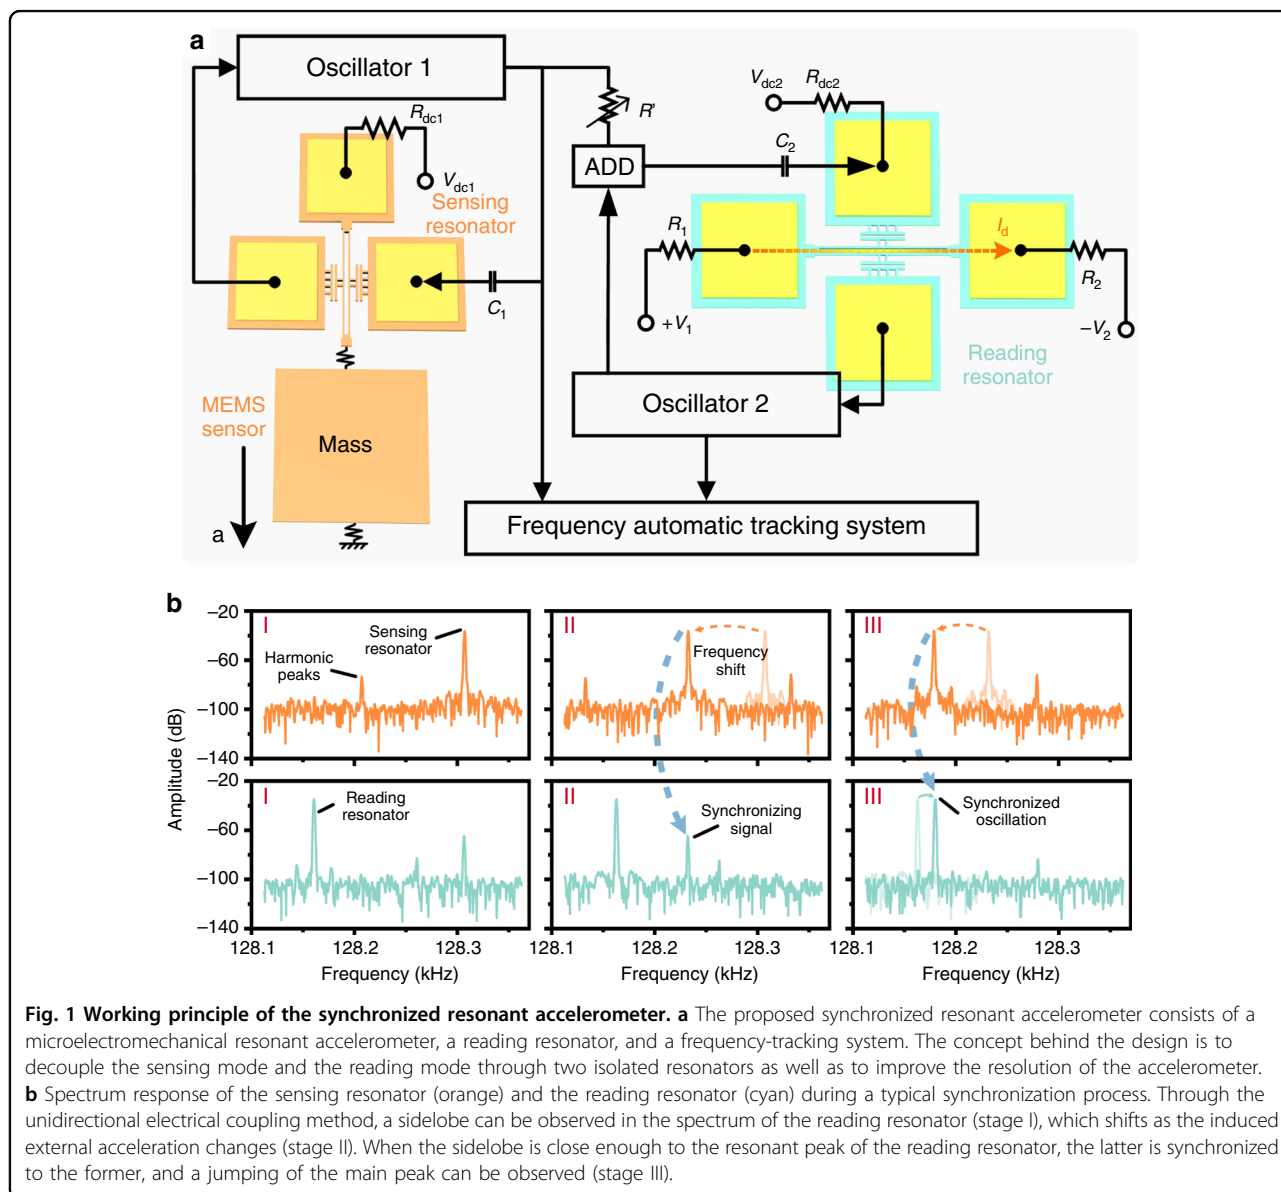 a
Oscillator 1
Rdc1
Vdc1
Sensing
resonator
C1
MEMS
sensor
Mass
a
R'
ADD
C2
Vdc2
Rdc2
R1
Id
R2
+V1
−V2
Reading
resonator
Oscillator 2
Frequency automatic tracking system
b
Amplitude (dB)
−20
−60
−100
−140
I
Harmonic
peaks
Sensing
resonator
II
Frequency
shift
III
−20
−60
−100
−140
I
Reading
resonator
II
Synchronizing
signal
III
Synchronized
oscillation
128.1 128.2 128.3
128.1 128.2 128.3
128.1 128.2 128.3
Frequency (kHz)
Frequency (kHz)
Frequency (kHz)
Fig. 1 Working principle of the synchronized resonant accelerometer. a The proposed synchronized resonant accelerometer consists of a
microelectromechanical resonant accelerometer, a reading resonator, and a frequency-tracking system. The concept behind the design is to
decouple the sensing mode and the reading mode through two isolated resonators as well as to improve the resolution of the accelerometer.
b Spectrum response of the sensing resonator (orange) and the reading resonator (cyan) during a typical synchronization process. Through the
unidirectional electrical coupling method, a sidelobe can be observed in the spectrum of the reading resonator (stage I), which shifts as the induced
external acceleration changes (stage II). When the sidelobe is close enough to the resonant peak of the reading resonator, the latter is synchronized
to the former, and a jumping of the main peak can be observed (stage III).